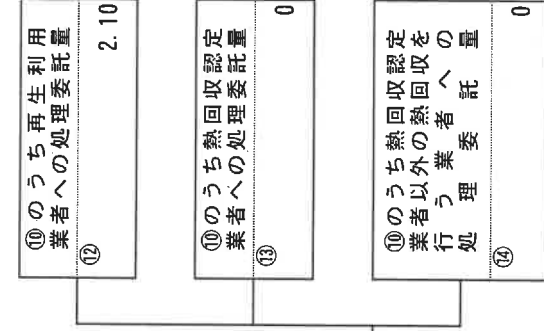 ⑩のうち再生利用
業者への処理委託量
⑫
2.10
⑩のうち熱回収認定
業者への処理委託量
⑬
0
⑩のうち熱回収認定
業者以外の熱回収を
行う業者への
処理委託量
⑭
0